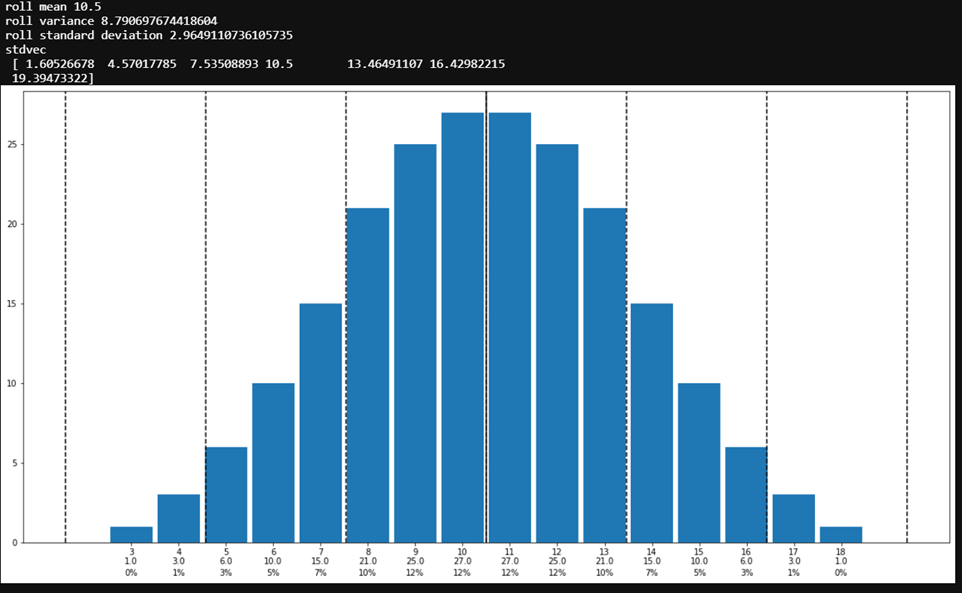 roll mean 10.5
roll variance 8.790697674418604
roll standard deviation 2.9649110736105735
stdvec
[ 1.60526678 4.57017785 7.53508893 10.5 13.46491107 16.42982215
19.39473322]
25
20
15
10
5
0
3 4 5 6 7 8 9 10 11 12 13 14 15 16 17 18
1.0 3.0 6.0 10.0 15.0 21.0 25.0 27.0 27.0 25.0 21.0 15.0 10.0 6.0 3.0 1.0
0% 1% 3% 5% 7% 10% 12% 12% 12% 12% 10% 7% 5% 3% 1% 0%